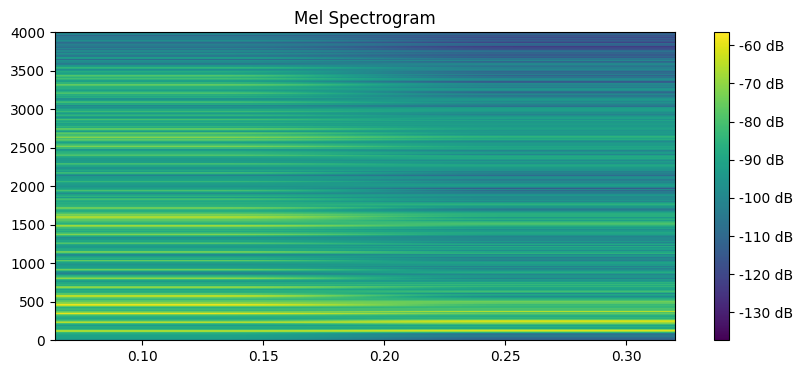 Mel Spectrogram
4000
3500
3000
2500
2000
1500
1000
500
0
0.10 0.15 0.20 0.25 0.30
-60 dB
-70 dB
-80 dB
-90 dB
-100 dB
-110 dB
-120 dB
-130 dB